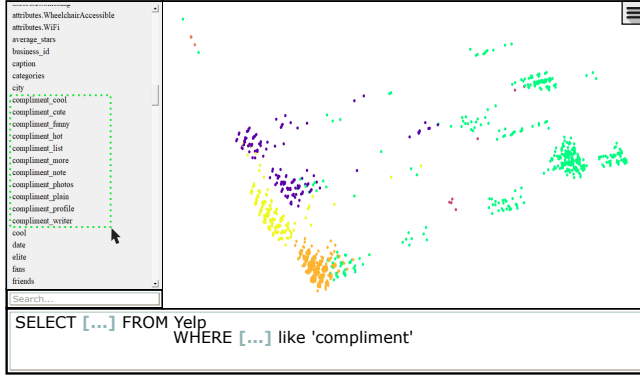 attributes.WheelchairAccessible
attributes.WiFi
average_stars
business_id
caption
categories
city
compliment_cool
compliment_cute
compliment_funny
compliment_hot
compliment_list
compliment_more
compliment_note
compliment_photos
compliment_plain
compliment_profile
compliment_writer
cool
date
elite
fans
friends
Search...
SELECT [...] FROM Yelp
WHERE [...] like 'compliment'